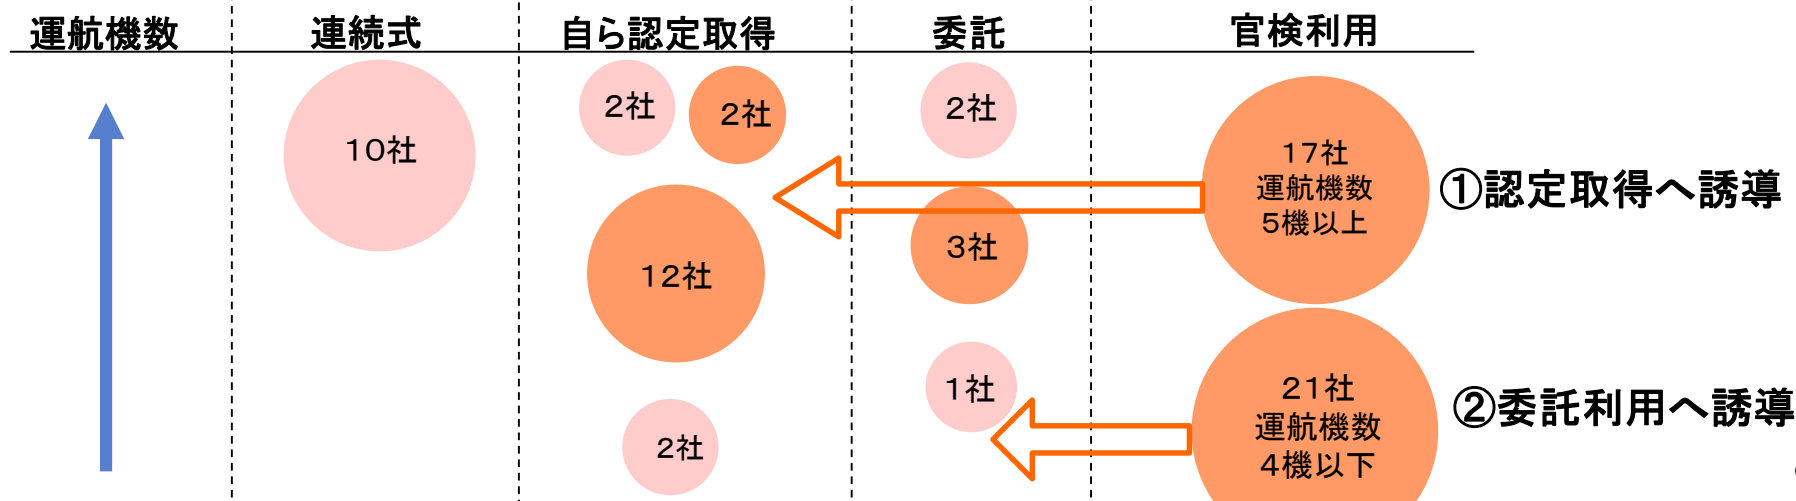 運航機数
連続式
自ら認定取得
委託
官検利用
10社
2社
2社
2社
17社
運航機数
5機以上
①認定取得へ誘導
12社
3社
1社
21社
運航機数
4機以下
②委託利用へ誘導
2社